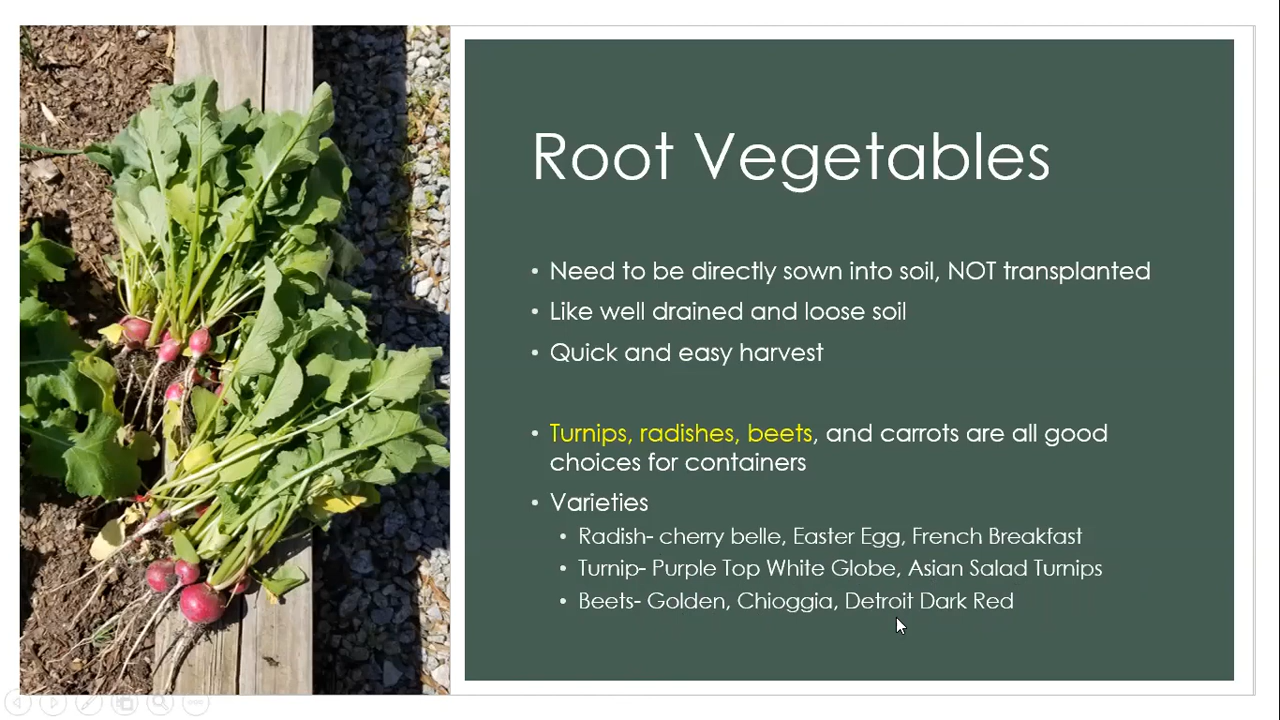 Root Vegetables
• Need to be directly sown into soil, NOT transplanted
• Like well drained and loose soil
• Quick and easy harvest
• Turnips, radishes, beets, and carrots are all good
choices for containers
• Varieties
• Radish- cherry belle, Easter Egg, French Breakfast
• Turnip- Purple Top White Globe, Asian Salad Turnips
• Beets- Golden, Chioggia, Detroit Dark Red